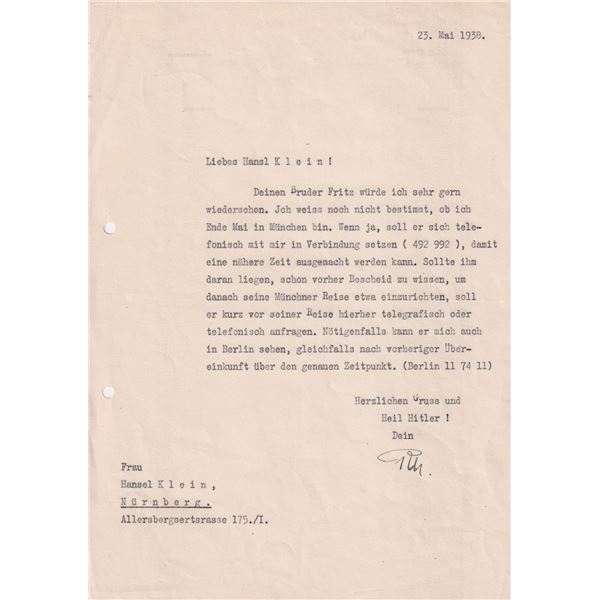 23. Mai 1938.
Liebes Hansl K l e i n !
Deinen Bruder Fritz würde ich sehr gern
wiedersehen. Jch weiss noch nicht bestimmt, ob ich
Ende Mai in München bin. Wenn ja, soll er sich tele-
fonisch mit mir in Verbindung setzen ( 492 992 ), damit
eine nähere Zeit ausgemacht werden kann. Sollte ihm
daran liegen, schon vorher Bescheid zu wissen, um
danach seine Münchner Reise etwa einzurichten, soll
er kurz vor seiner Reise hierher telegrafisch oder
telefonisch anfragen. Nötigenfalls kann er mich auch
in Berlin sehen, gleichfalls nach vorheriger Über-
einkunft über den genauen Zeitpunkt. (Berlin 11 74 11)
Herzlichen Gruss und
Heil Hitler !
Dein
Frau
Hansel K l e i n ,
N ü r n b e r g .
Allersbergsertsrasse 175./I.